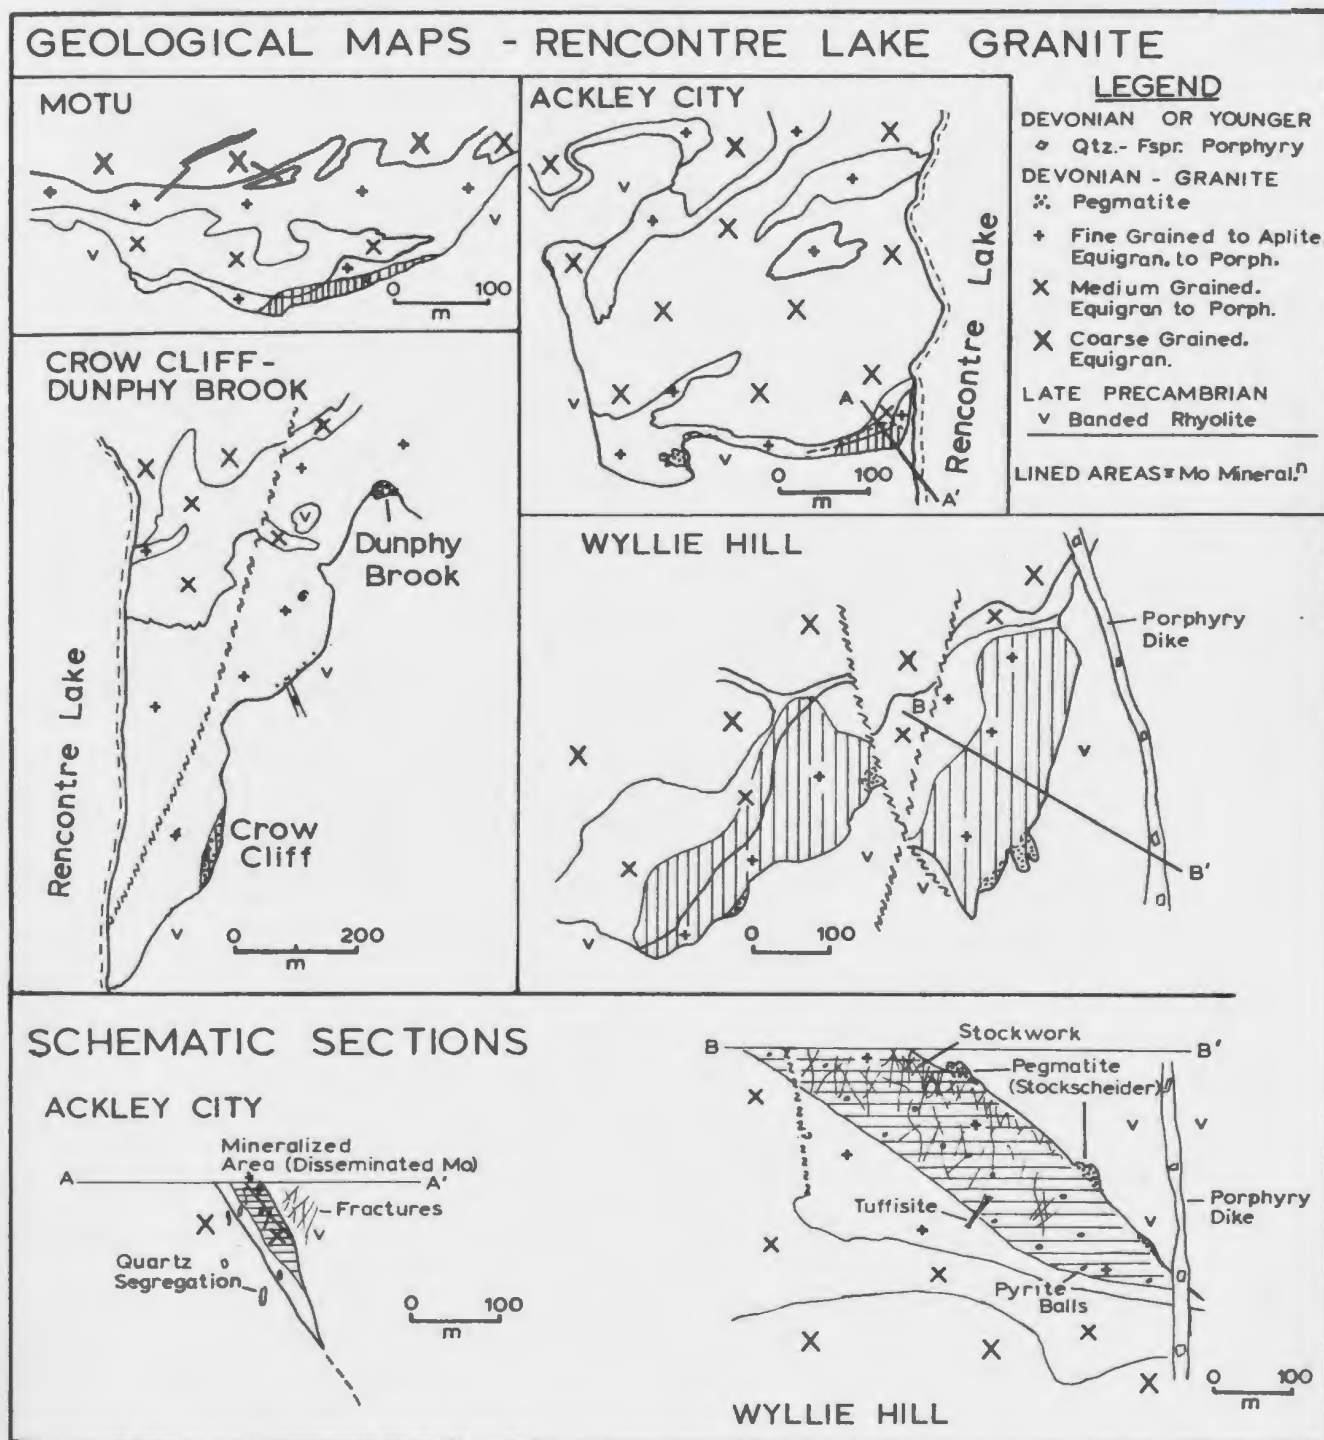 GEOLOGICAL MAPS - RENCONTRE LAKE GRANITE
MOTU
0 100
m
ACKLEY CITY
A
A'
Rencontre Lake
0 100
m
LEGEND
DEVONIAN OR YOUNGER
Qtz.- Fspr. Porphyry
DEVONIAN - GRANITE
Pegmatite
+ Fine Grained to Aplite
Equigran. to Porph.
x Medium Grained.
Equigran to Porph.
X Coarse Grained.
Equigran.
LATE PRECAMBRIAN
v Banded Rhyolite
LINED AREAS = Mo Mineral.n
CROW CLIFF-
DUNPHY BROOK
Dunphy
Brook
Rencontre Lake
Crow
Cliff
0 200
m
WYLLIE HILL
Porphyry
Dike
B
B'
0 100
m
SCHEMATIC SECTIONS
ACKLEY CITY
Mineralized
Area (Disseminated Mo)
A A'
Fractures
Quartz
Segregation
0 100
m
B B'
Stockwork
Pegmatite
(Stockscheider)
Tuffisite
Porphyry
Dike
Pyrite
Balls
0 100
m
WYLLIE HILL